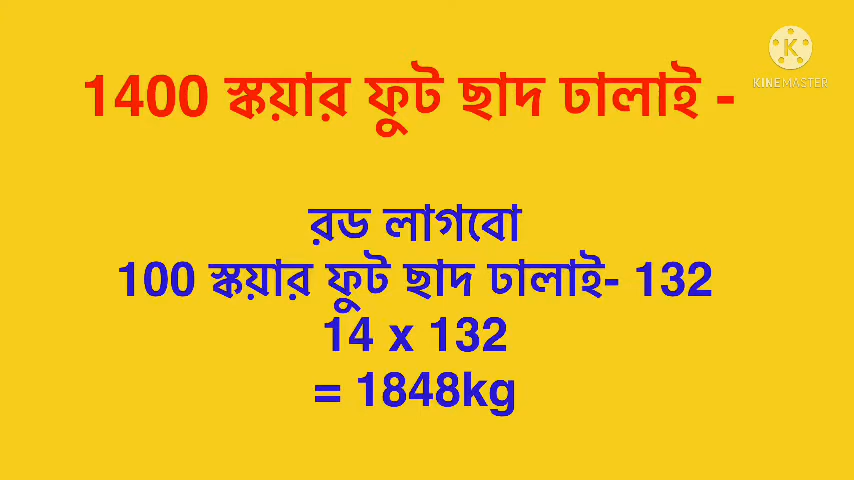 1400 স্কয়ার ফুট ছাদ ঢালাই -
K
KINEMASTER
রড লাগবো
100 স্কয়ার ফুট ছাদ ঢালাই- 132
14 x 132
= 1848kg